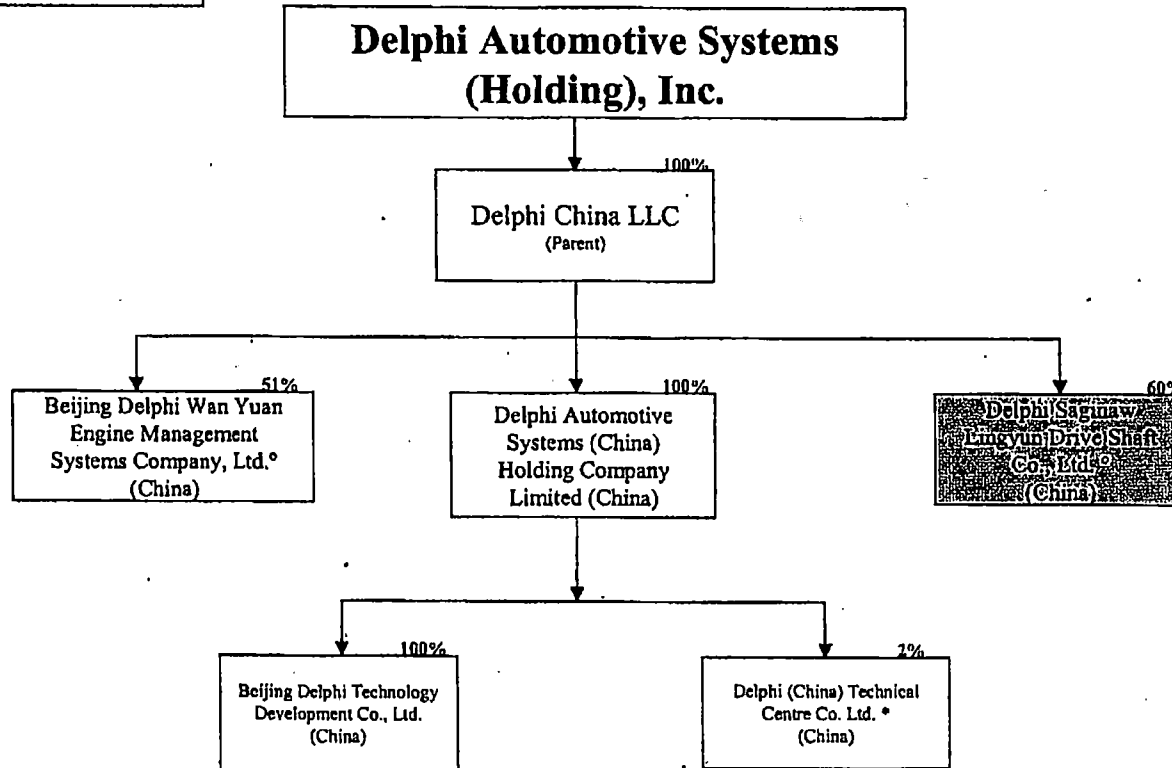 Delphi Automotive Systems
(Holding), Inc.
100%
Delphi China LLC
(Parent)
51%
Beijing Delphi Wan Yuan
Engine Management
Systems Company, Ltd.°
(China)
100%
Delphi Automotive
Systems (China)
Holding Company
Limited (China)
60%
Delphi Saginaw
Lingyun Drive Shaft
Co., Ltd.°
(China)
100%
Beijing Delphi Technology
Development Co., Ltd.
(China)
2%
Delphi (China) Technical
Centre Co. Ltd. *
(China)